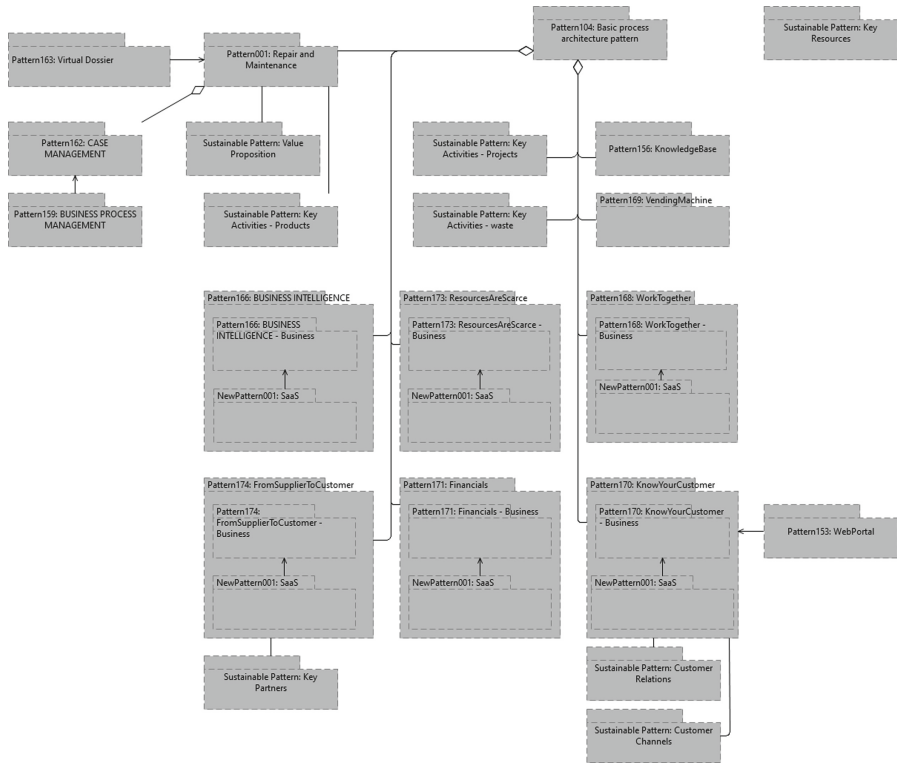 Pattern104: Basic process
architecture pattern
Sustainable Pattern: Key
Resources
Pattern163: Virtual Dossier
Pattern001: Repair and
Maintenance
Pattern162: CASE
MANAGEMENT
Sustainable Pattern: Value
Proposition
Sustainable Pattern: Key
Activities - Projects
Pattern156: KnowledgeBase
Pattern159: BUSINESS PROCESS
MANAGEMENT
Sustainable Pattern: Key
Activities - Products
Sustainable Pattern: Key
Activities - waste
Pattern169: VendingMachine
Pattern166: BUSINESS INTELLIGENCE
Pattern166: BUSINESS
INTELLIGENCE - Business
NewPattern001: SaaS
Pattern173: ResourcesAreScarce
Pattern173: ResourcesAreScarce -
Business
NewPattern001: SaaS
Pattern168: WorkTogether
Pattern168: WorkTogether -
Business
NewPattern001: SaaS
Pattern174: FromSupplierToCustomer
Pattern174:
FromSupplierToCustomer -
Business
NewPattern001: SaaS
Pattern171: Financials
Pattern171: Financials - Business
NewPattern001: SaaS
Pattern170: KnowYourCustomer
Pattern170: KnowYourCustomer
- Business
NewPattern001: SaaS
Pattern153: WebPortal
Sustainable Pattern: Key
Partners
Sustainable Pattern: Customer
Relations
Sustainable Pattern: Customer
Channels